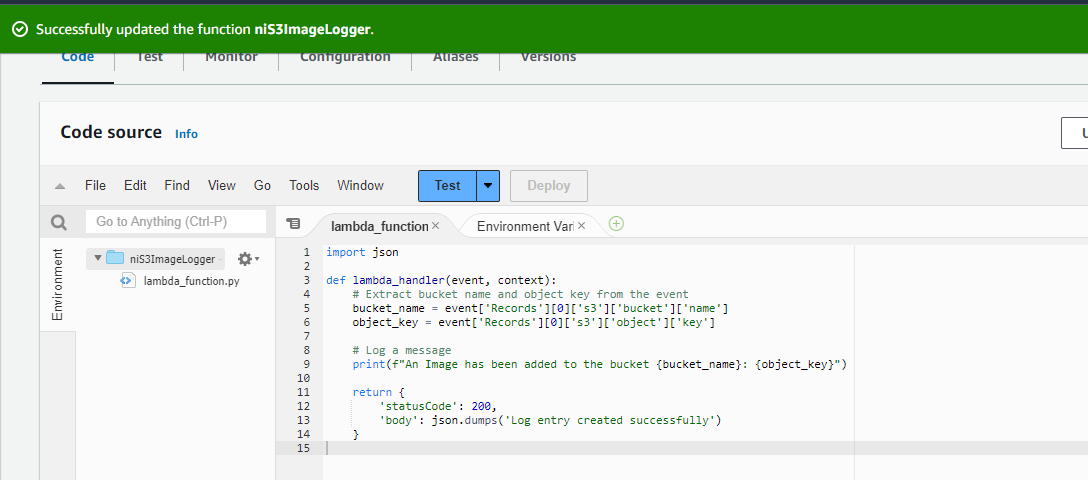 Successfully updated the function niS3ImageLogger.
Code Test Monitor Configuration Aliases Versions
Code source Info
File Edit Find View Go Tools Window Test Deploy
Go to Anything (Ctrl-P) lambda_function Environment Vari
Environment
niS3ImageLogger
lambda_function.py
1 import json
2
3 def lambda_handler(event, context):
4 # Extract bucket name and object key from the event
5 bucket_name = event['Records'][0]['s3']['bucket']['name']
6 object_key = event['Records'][0]['s3']['object']['key']
7
8 # Log a message
9 print(f"An Image has been added to the bucket {bucket_name}: {object_key}")
10
11 return {
12 'statusCode': 200,
13 'body': json.dumps('Log entry created successfully')
14 }
15